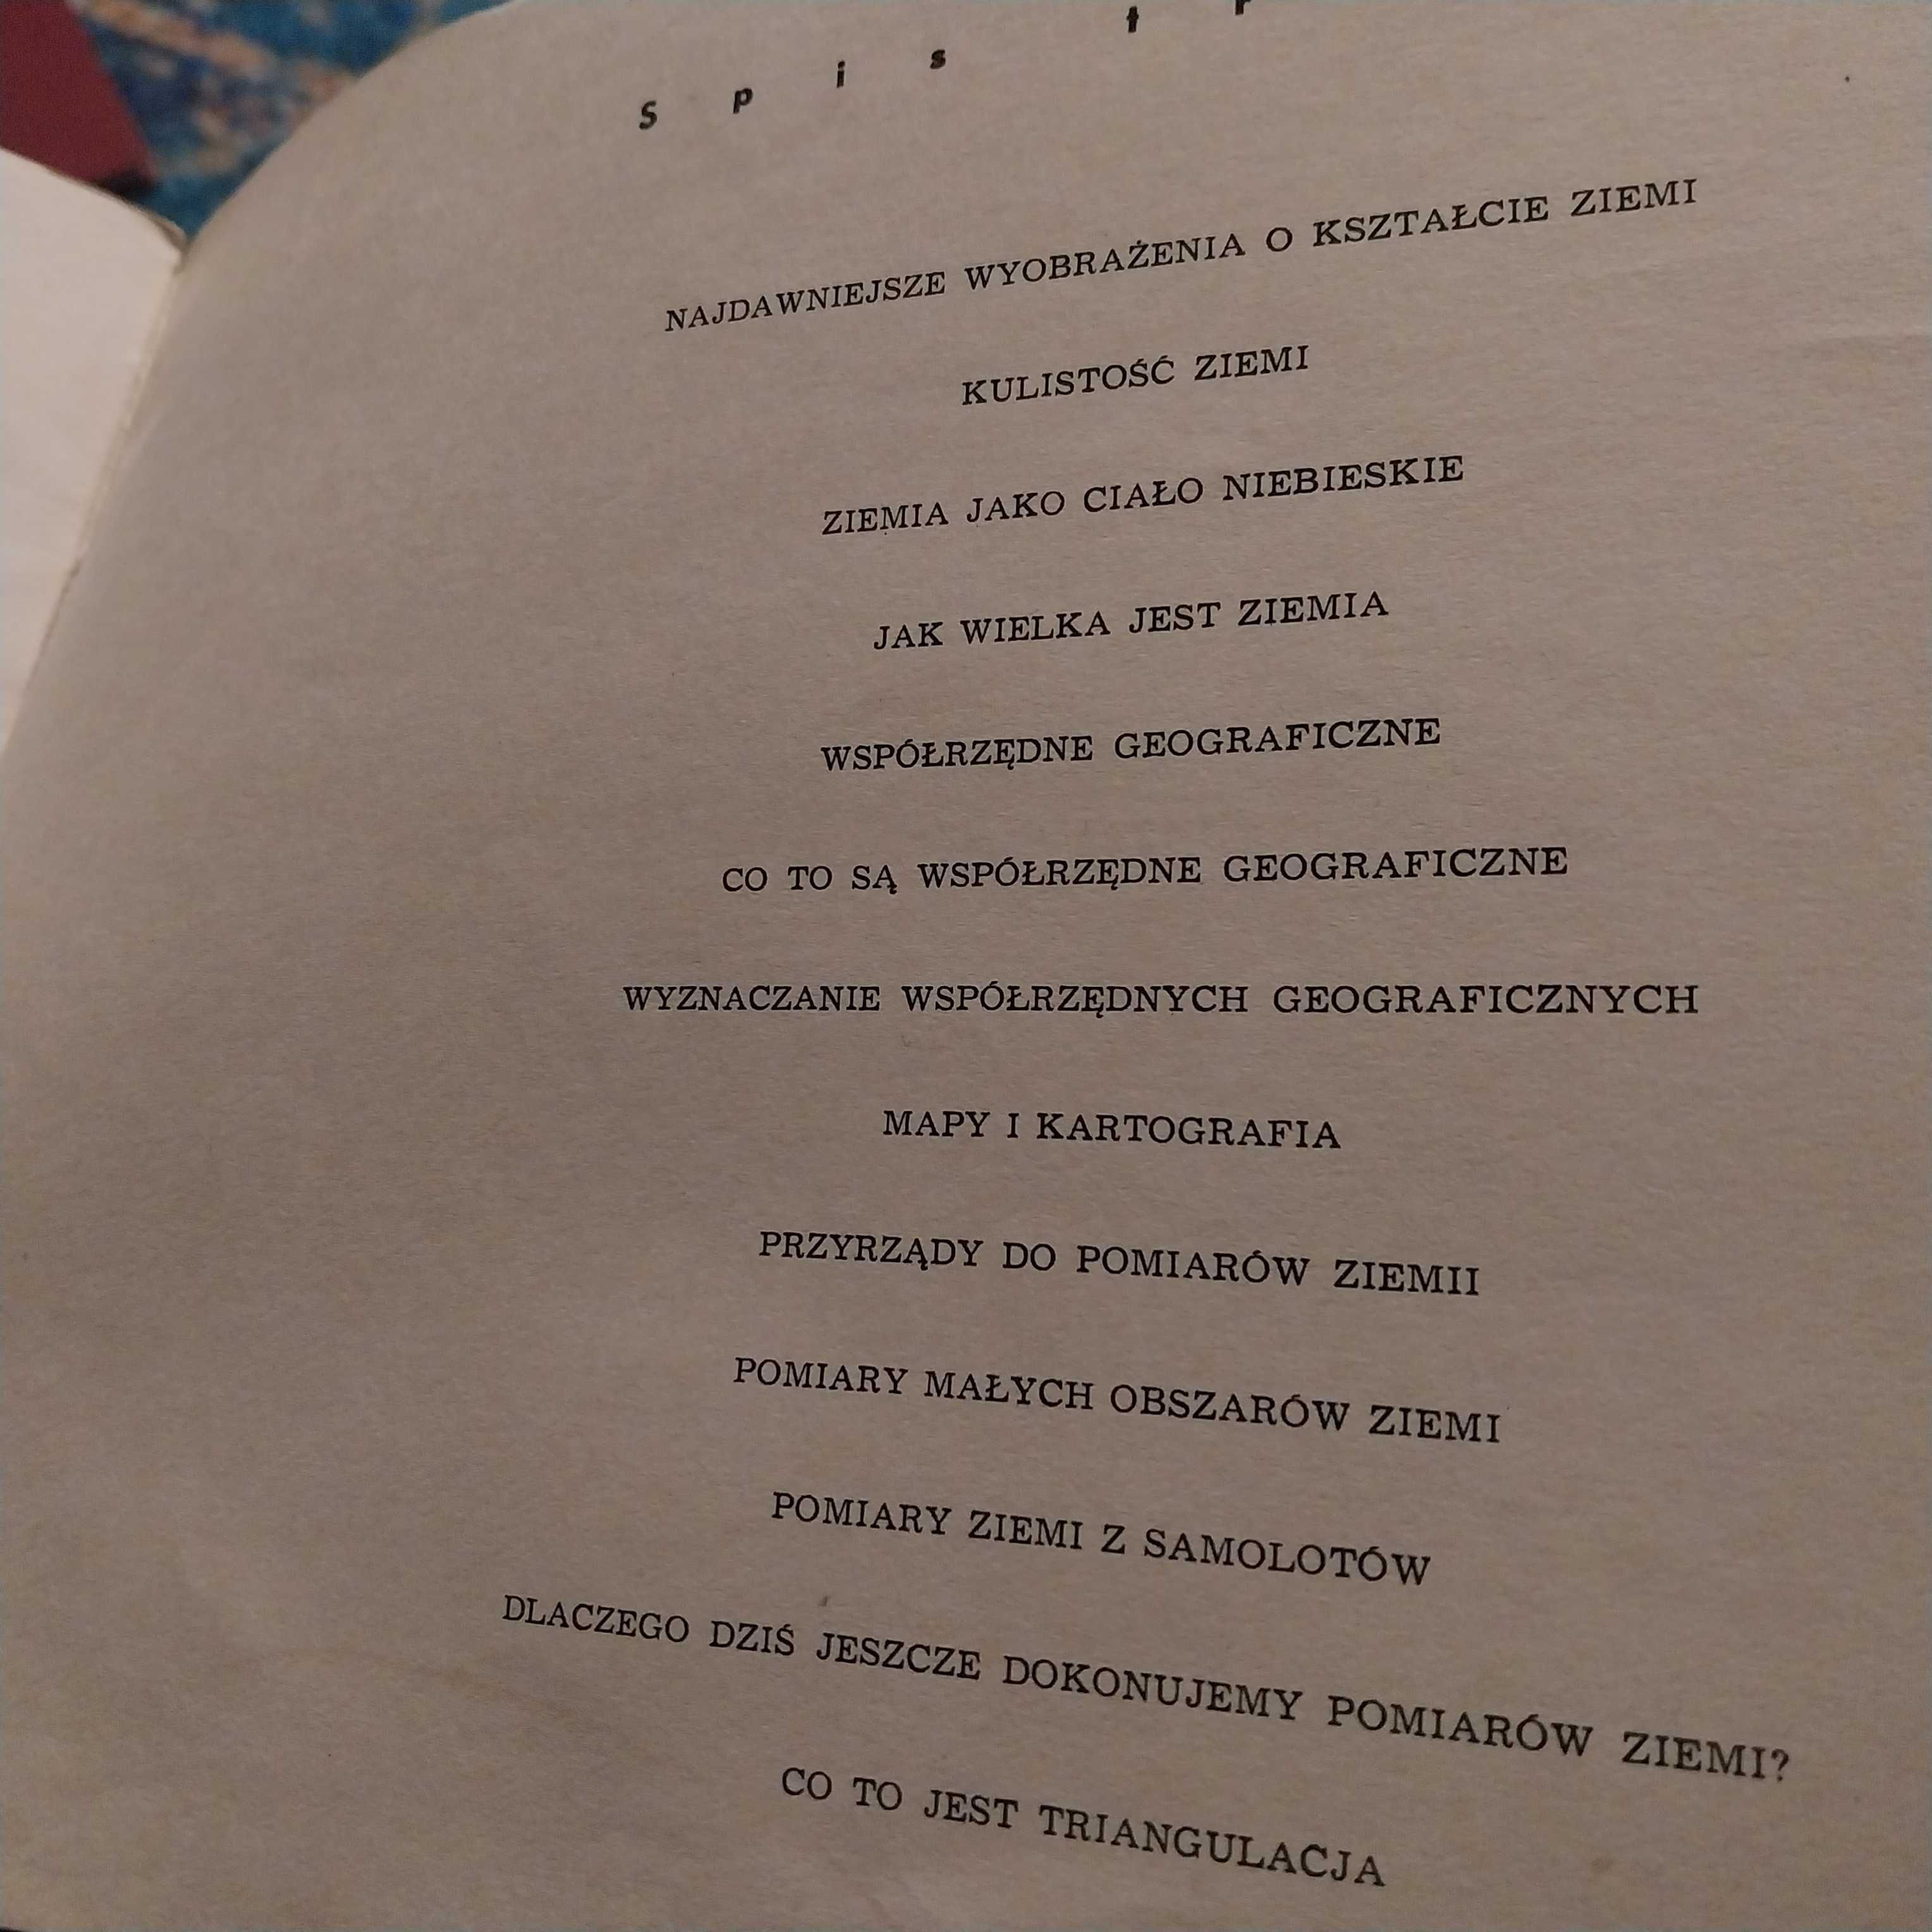 Spis tr
NAJDAWNIEJSZE WYOBRAŻENIA O KSZTAŁCIE ZIEMI
KULISTOŚĆ ZIEMI
ZIEMIA JAKO CIAŁO NIEBIESKIE
JAK WIELKA JEST ZIEMIA
WSPÓŁRZĘDNE GEOGRAFICZNE
CO TO SĄ WSPÓŁRZĘDNE GEOGRAFICZNE
WYZNACZANIE WSPÓŁRZĘDNYCH GEOGRAFICZNYCH
MAPY I KARTOGRAFIA
PRZYRZĄDY DO POMIARÓW ZIEMII
POMIARY MAŁYCH OBSZARÓW ZIEMI
POMIARY ZIEMI Z SAMOLOTÓW
DLACZEGO DZIŚ JESZCZE DOKONUJEMY POMIARÓW ZIEMI?
CO TO JEST TRIANGULACJA